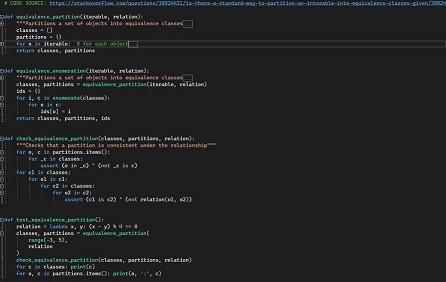 # CODE SOURCE: https://stackoverflow.com/questions/38924421/is-there-a-standard-way-to-partition-an-interable-into-equivalence-classes-given/38924
def equivalence_partition(iterable, relation):
"""Partitions a set of objects into equivalence classes...
classes = []
partitions = {}
for o in iterable:  # for each object...
return classes, partitions
def equivalence_enumeration(iterable, relation):
"""Partitions a set of objects into equivalence classes...
classes, partitions = equivalence_partition(iterable, relation)
ids = {}
for i, c in enumerate(classes):
for o in c:
ids[o] = i
return classes, partitions, ids
def check_equivalence_partition(classes, partitions, relation):
"""Checks that a partition is consistent under the relationship"""
for o, c in partitions.items():
for _c in classes:
assert (o in _c) ^ (not _c is c)
for c1 in classes:
for o1 in c1:
for c2 in classes:
for o2 in c2:
assert (c1 is c2) ^ (not relation(o1, o2))
def test_equivalence_partition():
relation = lambda x, y: (x - y) % 4 == 0
classes, partitions = equivalence_partition(
range(-3, 5),
relation
)
check_equivalence_partition(classes, partitions, relation)
for c in classes: print(c)
for o, c in partitions.items(): print(o, ':', c)